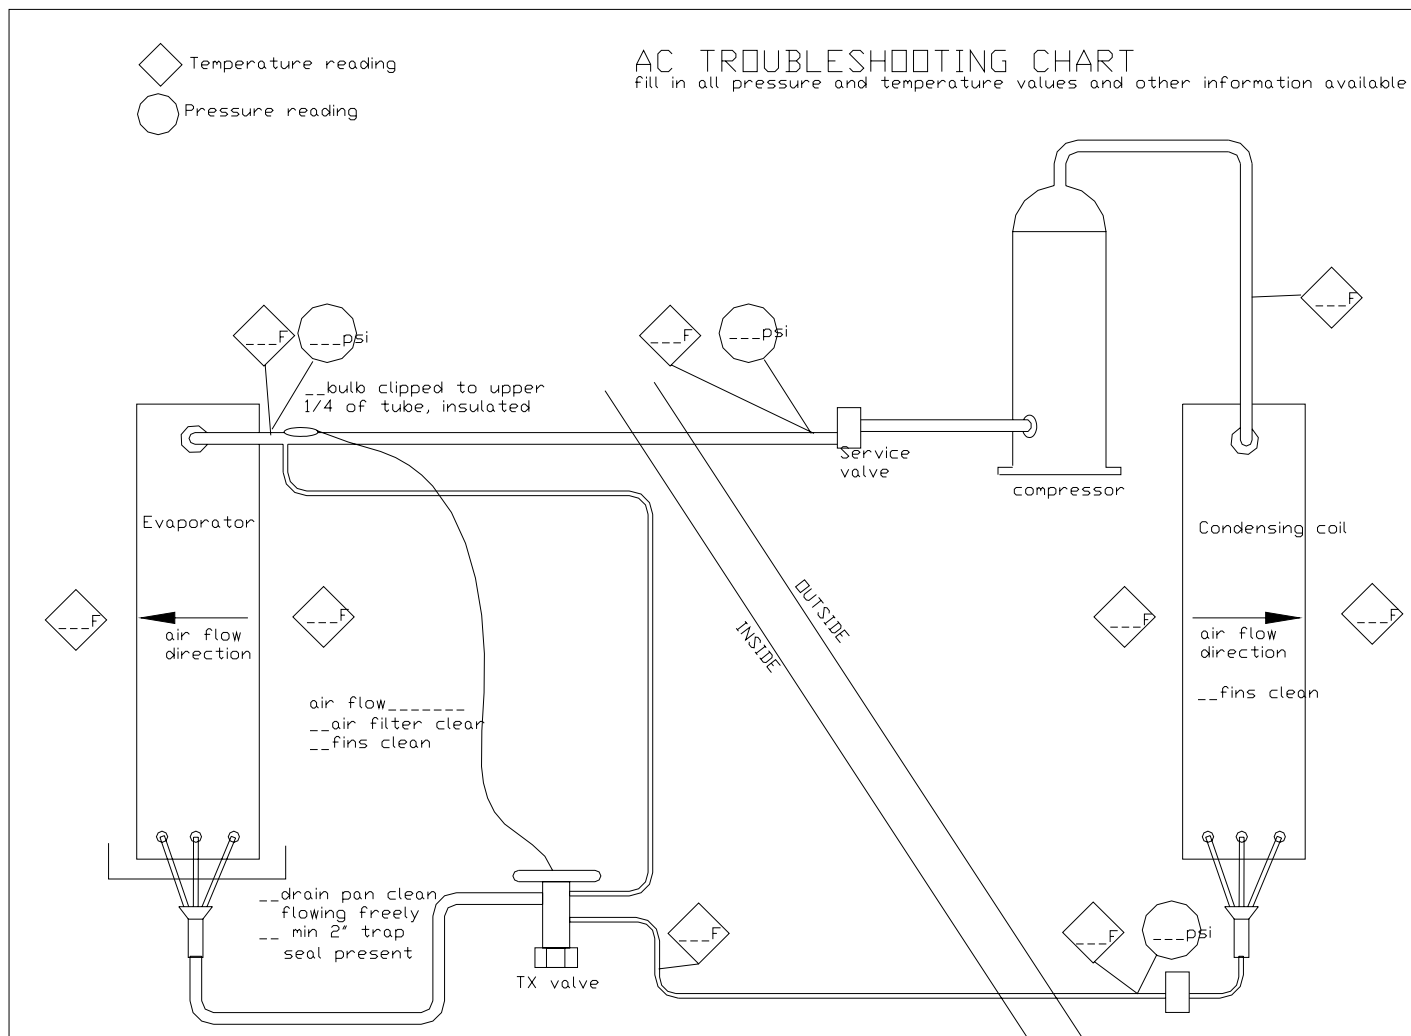 AC TROUBLESHOOTING CHART
fill in all pressure and temperature values and other information available
Temperature reading
Pressure reading
___F
___psi
___F
___psi
___F
__bulb clipped to upper
1/4 of tube, insulated
Service
valve
compressor
Evaporator
Condensing coil
OUTSIDE
INSIDE
___F
___F
___F
___F
air flow
direction
air flow
direction
__fins clean
air flow_______
__air filter clear
__fins clean
__drain pan clean
flowing freely
__ min 2" trap
seal present
TX valve
___F
___F
___psi